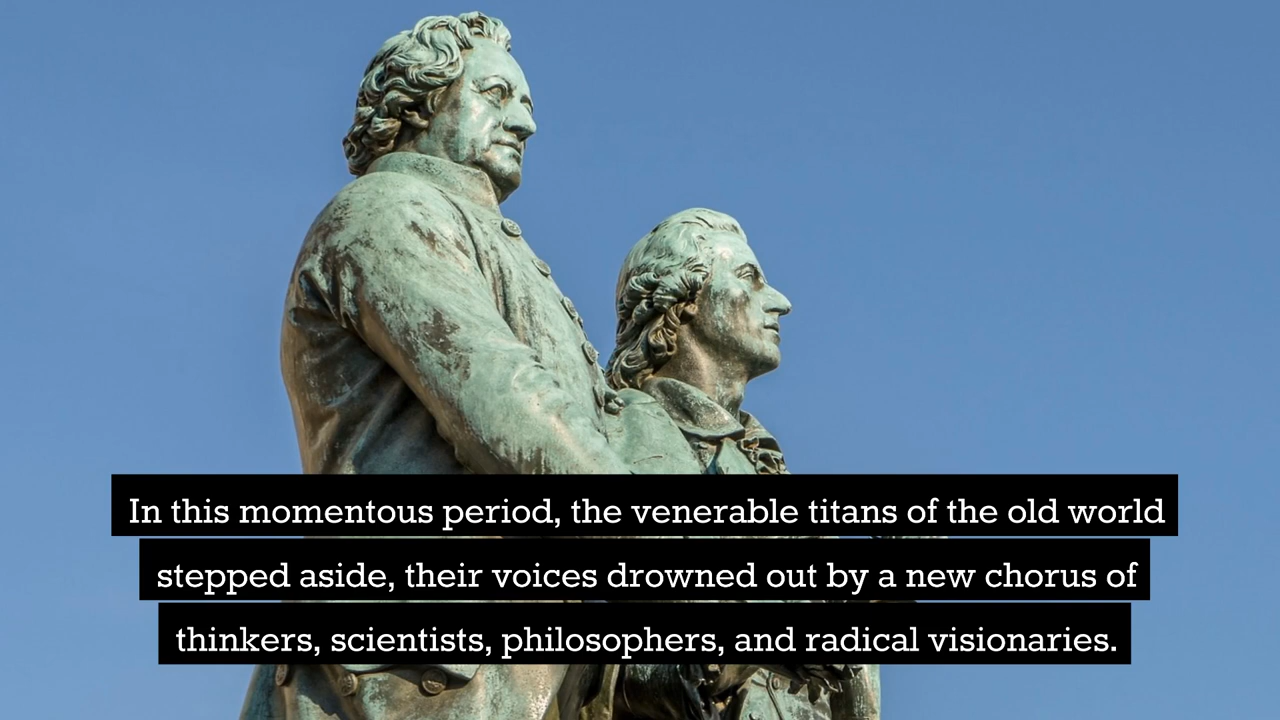 In this momentous period, the venerable titans of the old world
stepped aside, their voices drowned out by a new chorus of
thinkers, scientists, philosophers, and radical visionaries.